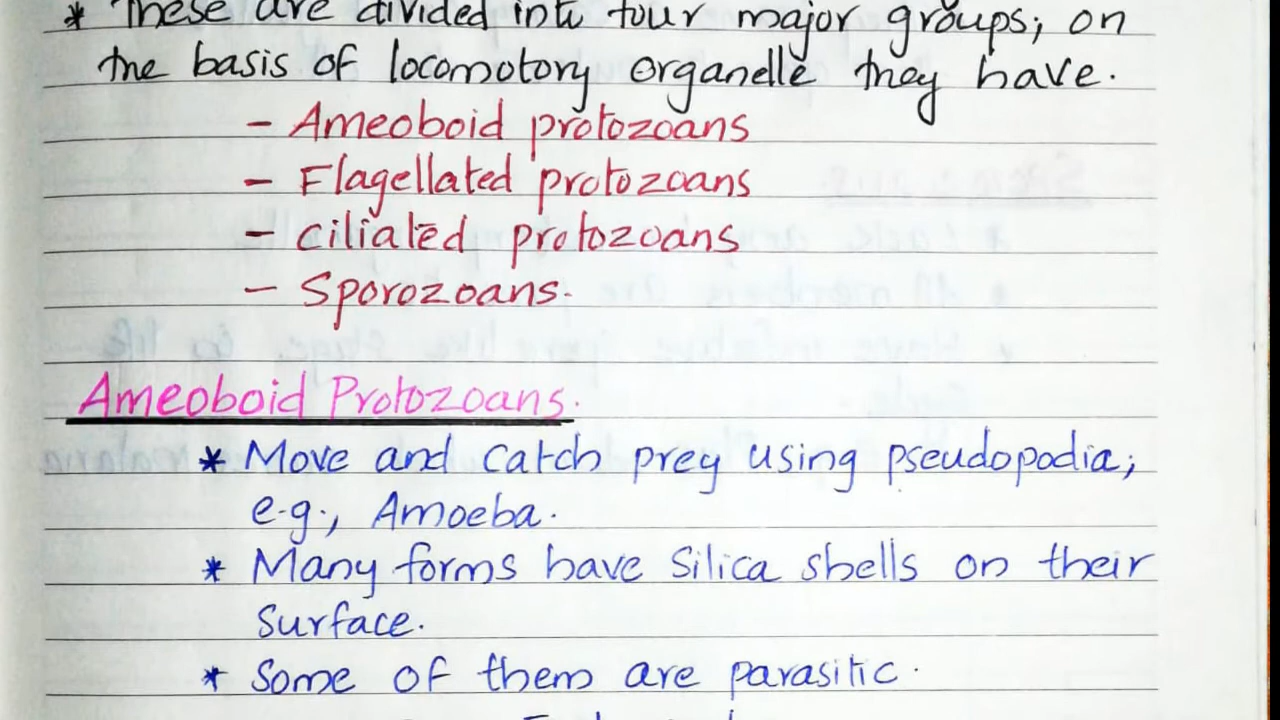 * These are divided into four major groups; on
the basis of locomotory organelle they have.
- Ameoboid protozoans
- Flagellated protozoans
- ciliated protozoans
- Sporozoans.
Ameoboid Protozoans.
* Move and catch prey using pseudopodia;
e.g., Amoeba.
* Many forms have silica shells on their
surface.
* Some of them are parasitic.